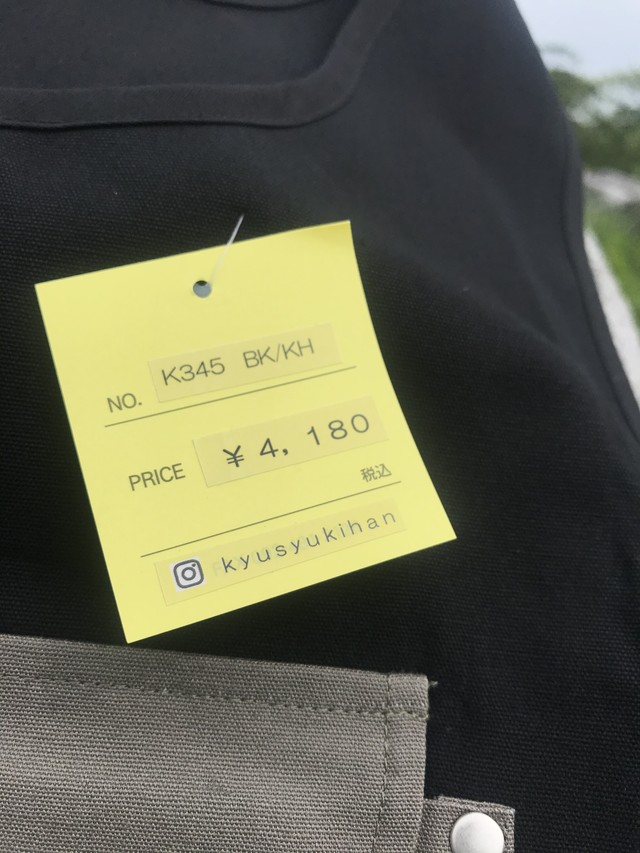 NO. K345 BK/KH
PRICE ¥4,180
税込
kyusyukihan